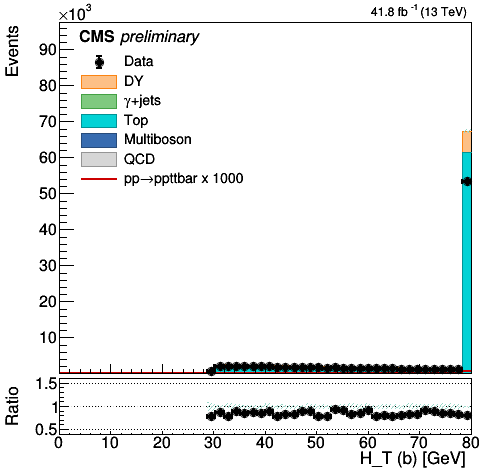 ×10³
41.8 fb⁻¹ (13 TeV)
Events
CMS preliminary
Data
DY
γ+jets
Top
Multiboson
QCD
pp→ppttbar x 1000
90
80
70
60
50
40
30
20
10
Ratio
1.5
1
0.5
0 10 20 30 40 50 60 70 80
H_T (b) [GeV]